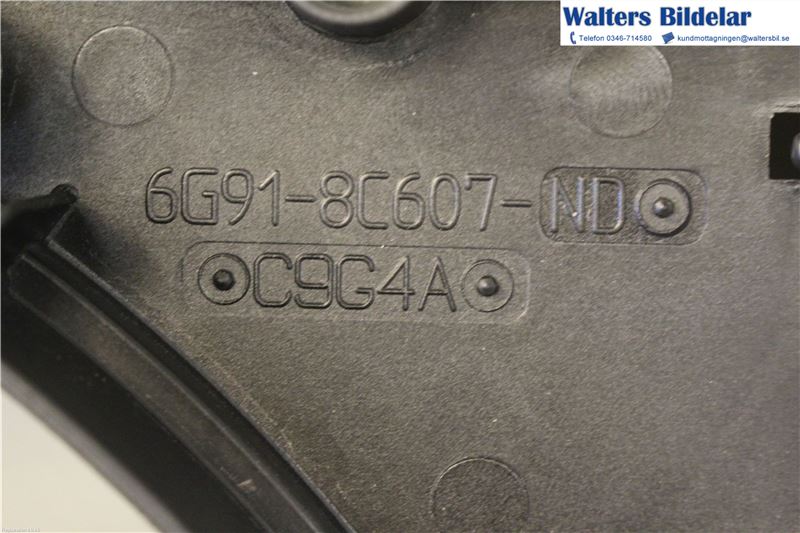 Walters Bildelar
Telefon 0346-714580 kundmottagningen@waltersbil.se
6G91-8C607-ND
C9G4A